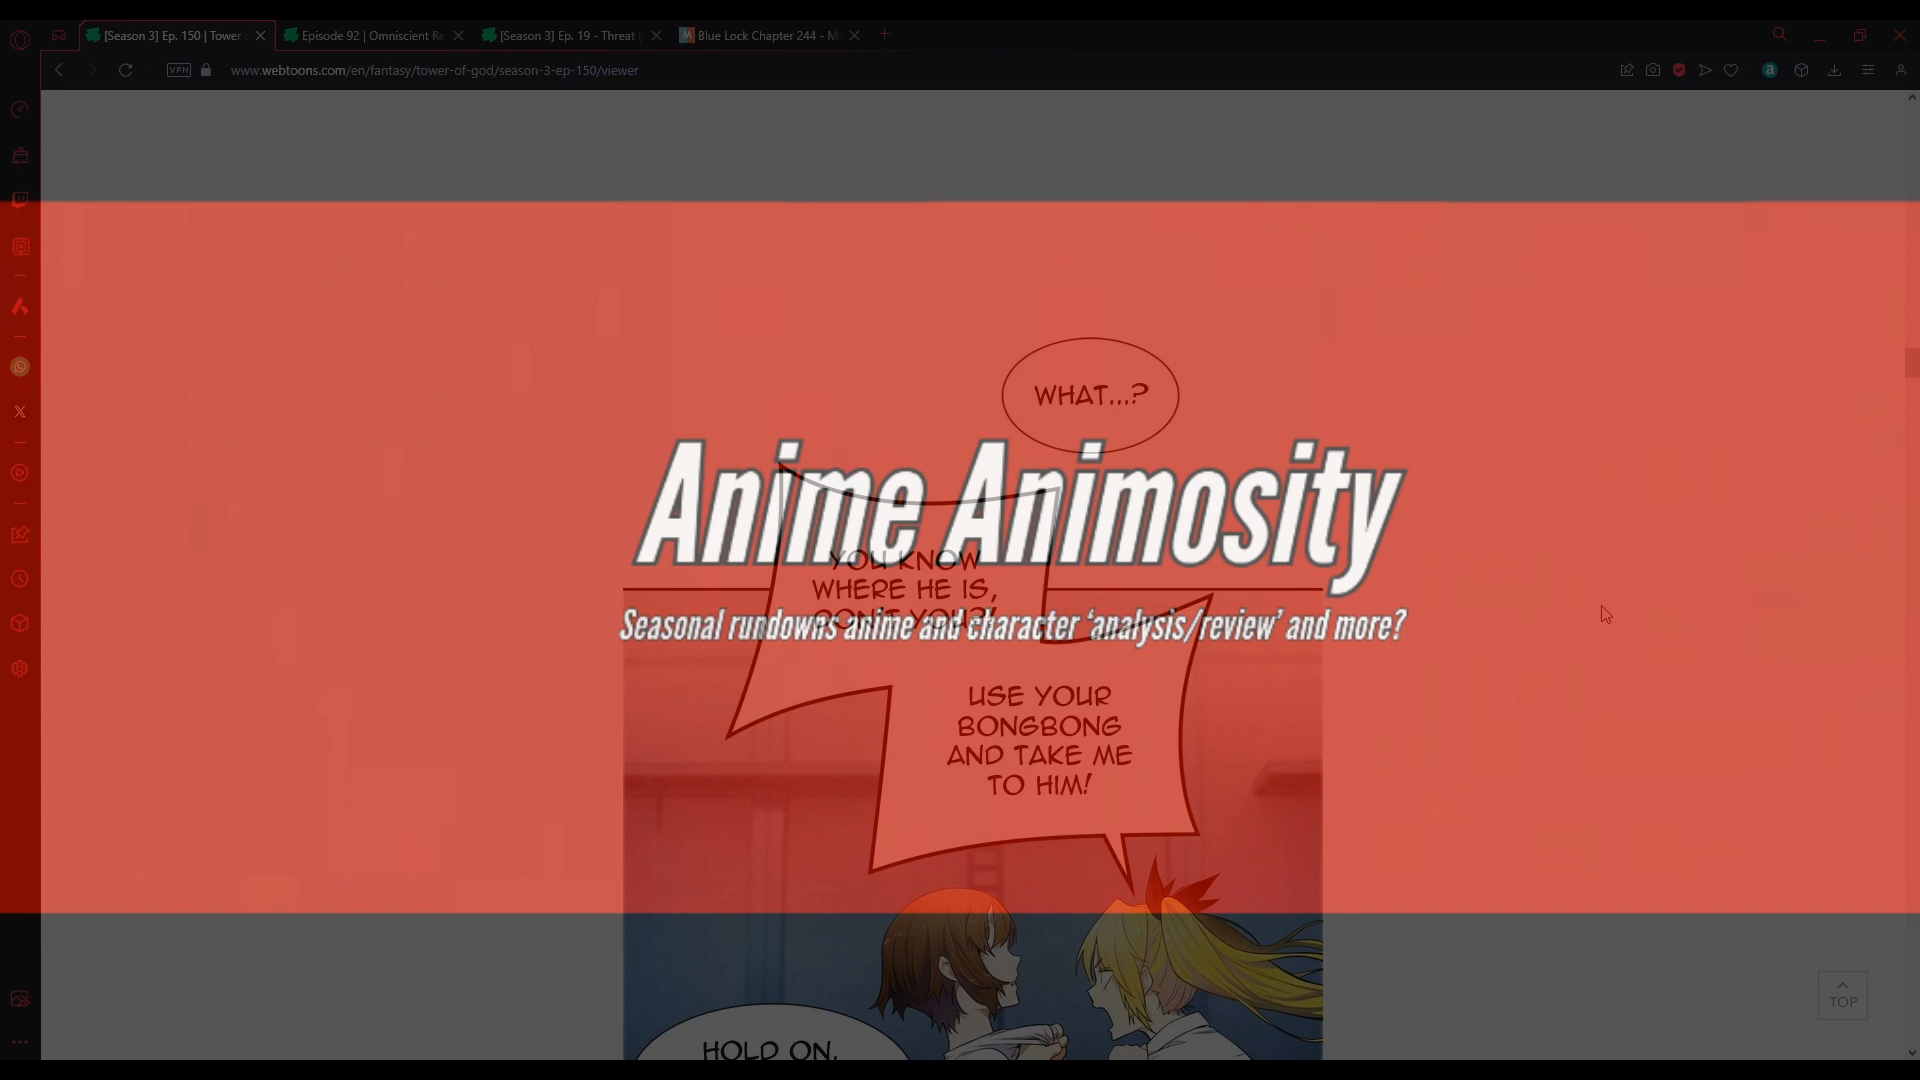 [Season 3] Ep. 150 | Tower
Episode 92 | Omniscient Re
[Season 3] Ep. 19 - Threat
Blue Lock Chapter 244 - M
VPN
www.webtoons.com/en/fantasy/tower-of-god/season-3-ep-150/viewer
WHAT...?
Anime Animosity
YOU KNOW
WHERE HE IS,
DON'T YOU?!
Seasonal rundowns anime and character ‘analysis/review’ and more?
USE YOUR
BONGBONG
AND TAKE ME
TO HIM!
HOLD ON.
TOP